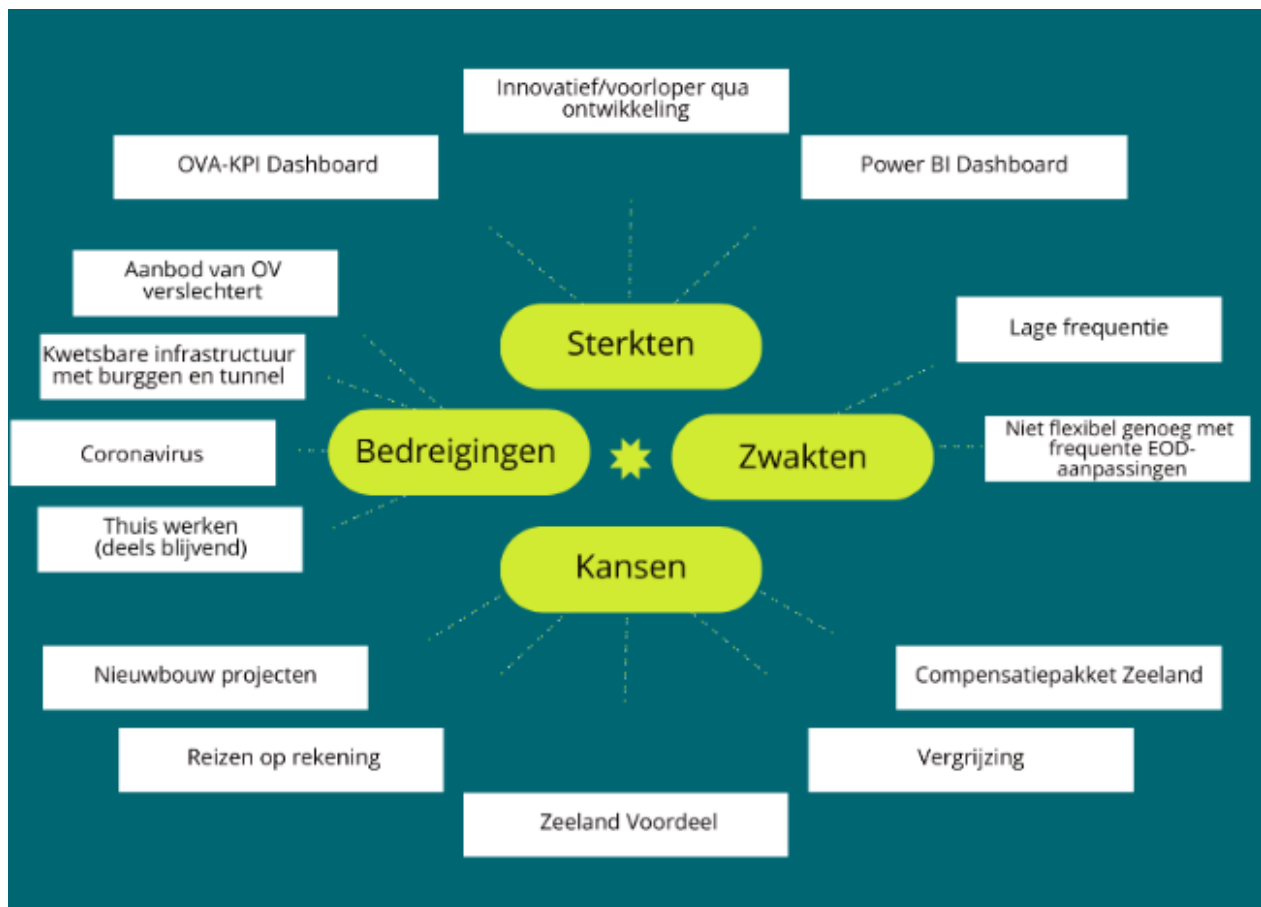 Innovatief/voorloper qua
ontwikkeling
OVA-KPI Dashboard
Power BI Dashboard
Aanbod van OV
verslechtert
Sterkten
Lage frequentie
Kwetsbare infrastructuur
met burggen en tunnel
Bedreigingen
Zwakten
Niet flexibel genoeg met
frequente EOD-
aanpassingen
Coronavirus
Thuis werken
(deels blijvend)
Kansen
Nieuwbouw projecten
Compensatiepakket Zeeland
Reizen op rekening
Vergrijzing
Zeeland Voordeel